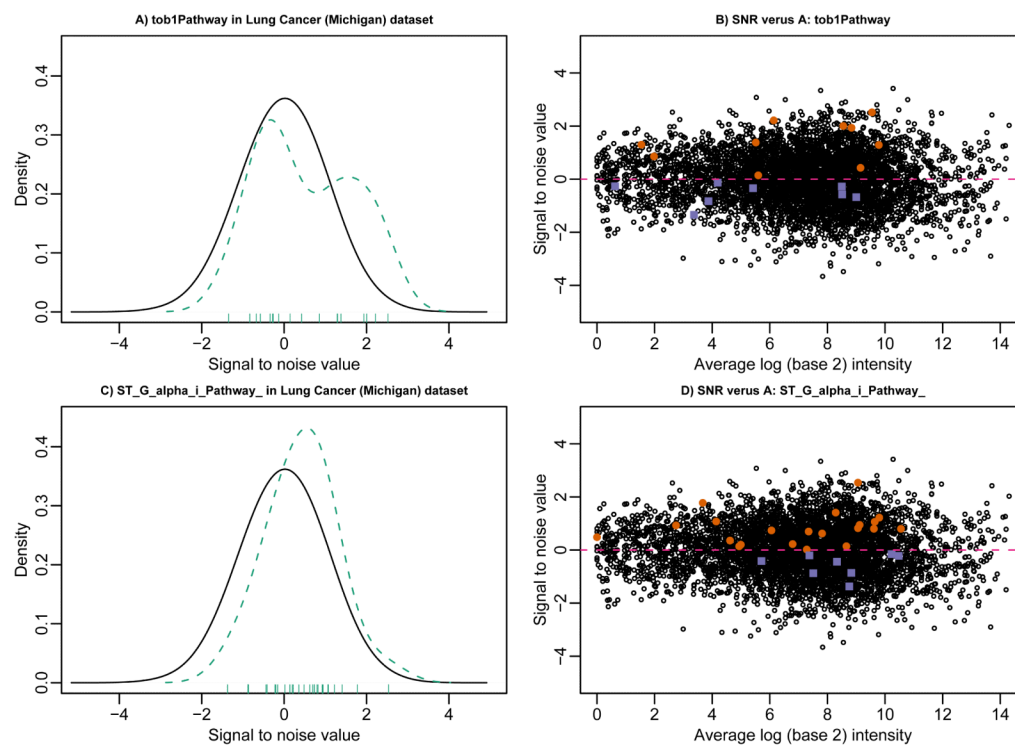 A) tob1Pathway in Lung Cancer (Michigan) dataset
Density
0.0 0.1 0.2 0.3 0.4
−4 −2 0 2 4
Signal to noise value
B) SNR verus A: tob1Pathway
Signal to noise value
−4 −2 0 2 4
0 2 4 6 8 10 12 14
Average log (base 2) intensity
C) ST_G_alpha_i_Pathway_ in Lung Cancer (Michigan) dataset
Density
0.0 0.1 0.2 0.3 0.4
−4 −2 0 2 4
Signal to noise value
D) SNR verus A: ST_G_alpha_i_Pathway_
Signal to noise value
−4 −2 0 2 4
0 2 4 6 8 10 12 14
Average log (base 2) intensity